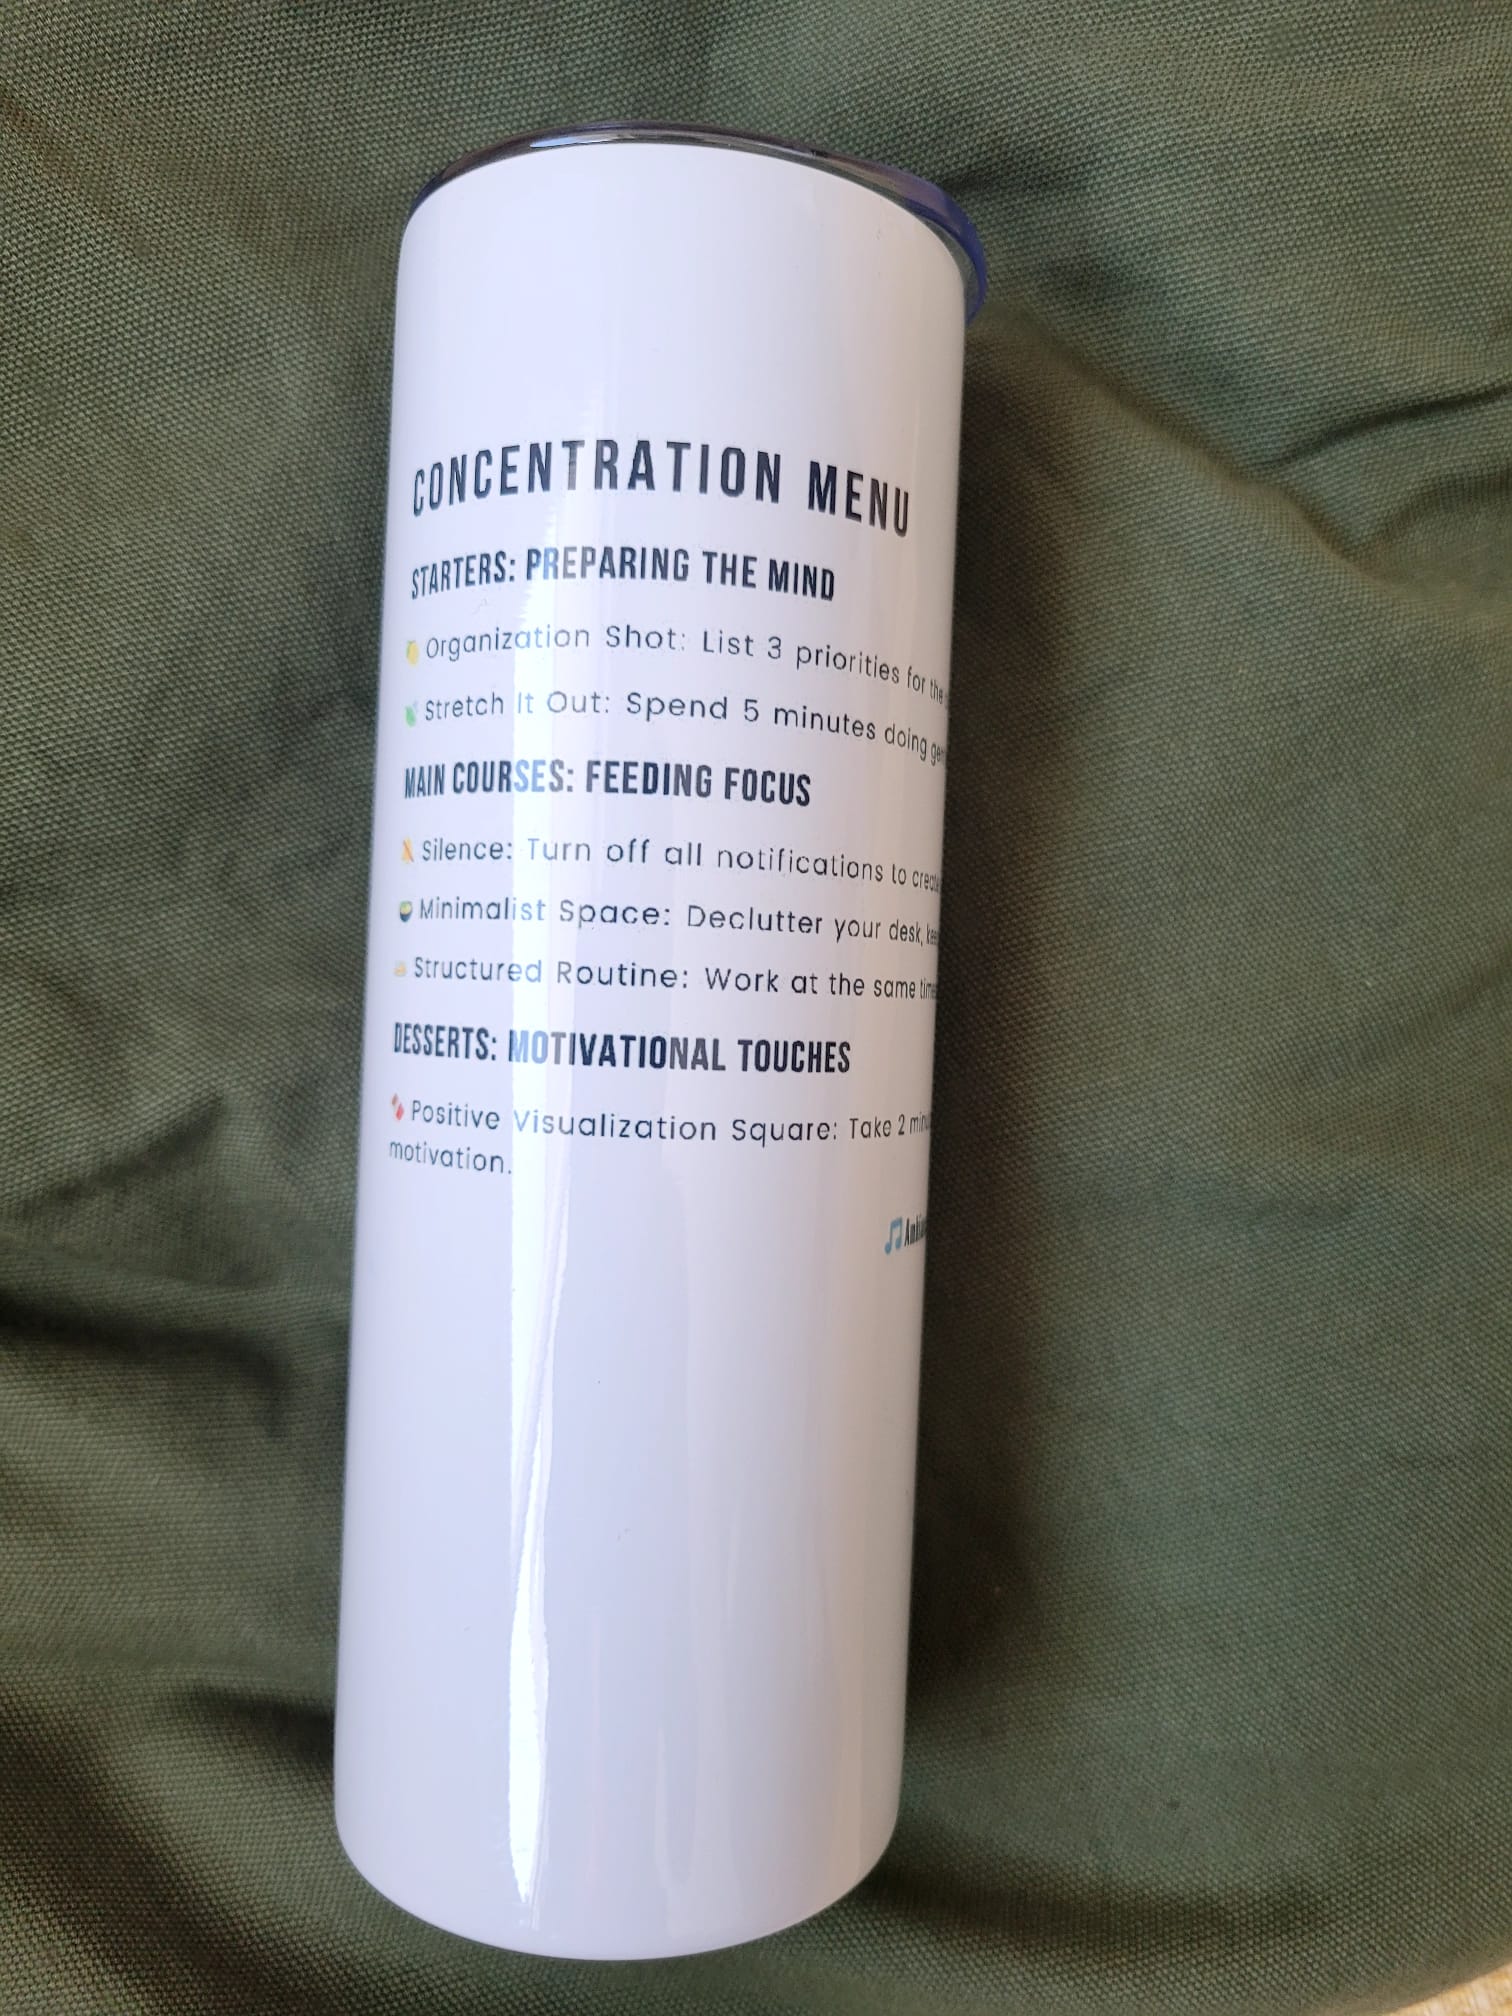 CONCENTRATION MENU
STARTERS: PREPARING THE MIND
Organization Shot: List 3 priorities for the
Stretch It Out: Spend 5 minutes doing
MAIN COURSES: FEEDING FOCUS
Silence: Turn off all notifications to
Minimalist Space: Declutter your desk,
Structured Routine: Work at the same
DESSERTS: MOTIVATIONAL TOUCHES
Positive Visualization Square: Take 2
motivation.